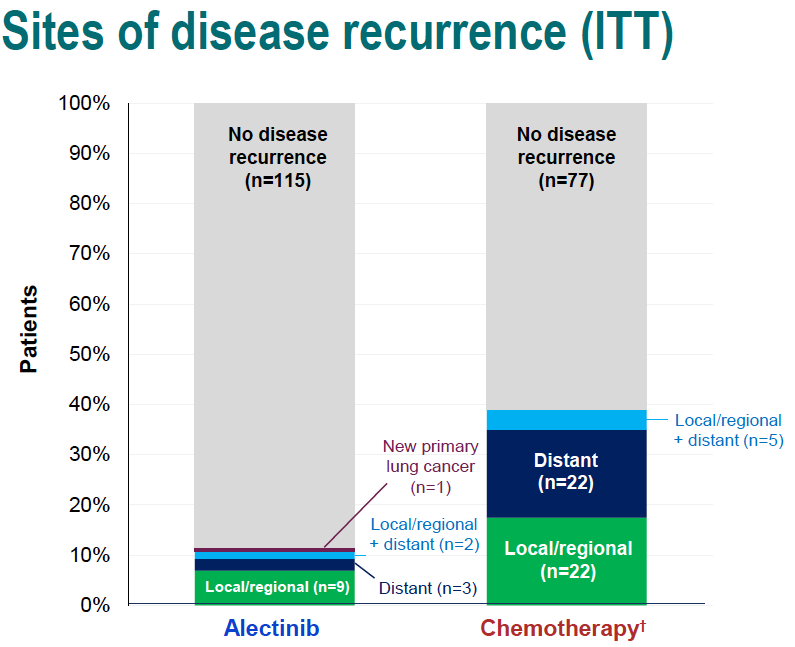 Sites of disease recurrence (ITT)
100%
90%
80%
70%
60%
50%
40%
30%
20%
10%
0%
Patients
No disease
recurrence
(n=115)
New primary
lung cancer
(n=1)
Local/regional
+ distant (n=2)
Distant (n=3)
Local/regional (n=9)
Alectinib
No disease
recurrence
(n=77)
Local/regional
+ distant (n=5)
Distant
(n=22)
Local/regional
(n=22)
Chemotherapy†